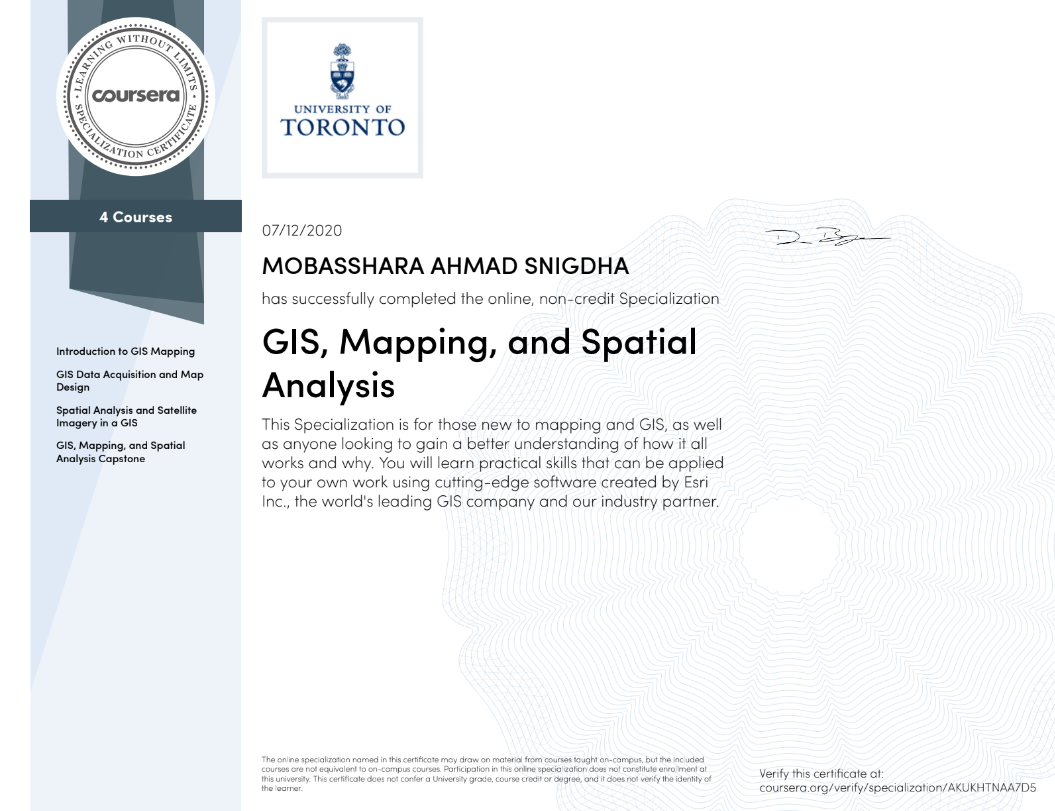 LEARNING WITHOUT LIMITS
coursera
SPECIALIZATION CERTIFICATE
UNIVERSITY OF
TORONTO
4 Courses
Introduction to GIS Mapping
GIS Data Acquisition and Map
Design
Spatial Analysis and Satellite
Imagery in a GIS
GIS, Mapping, and Spatial
Analysis Capstone
07/12/2020
MOBASSHARA AHMAD SNIGDHA
has successfully completed the online, non-credit Specialization
GIS, Mapping, and Spatial
Analysis
This Specialization is for those new to mapping and GIS, as well
as anyone looking to gain a better understanding of how it all
works and why. You will learn practical skills that can be applied
to your own work using cutting-edge software created by Esri
Inc., the world's leading GIS company and our industry partner.
The online specialization named in this certificate may draw on material from courses taught on-campus, but the included
courses are not equivalent to on-campus courses. Participation in this online specialization does not constitute enrollment at
this university. This certificate does not confer a University grade, course credit or degree, and it does not verify the identity of
the learner.
Verify this certificate at:
coursera.org/verify/specialization/AKUKHTNAA7D5